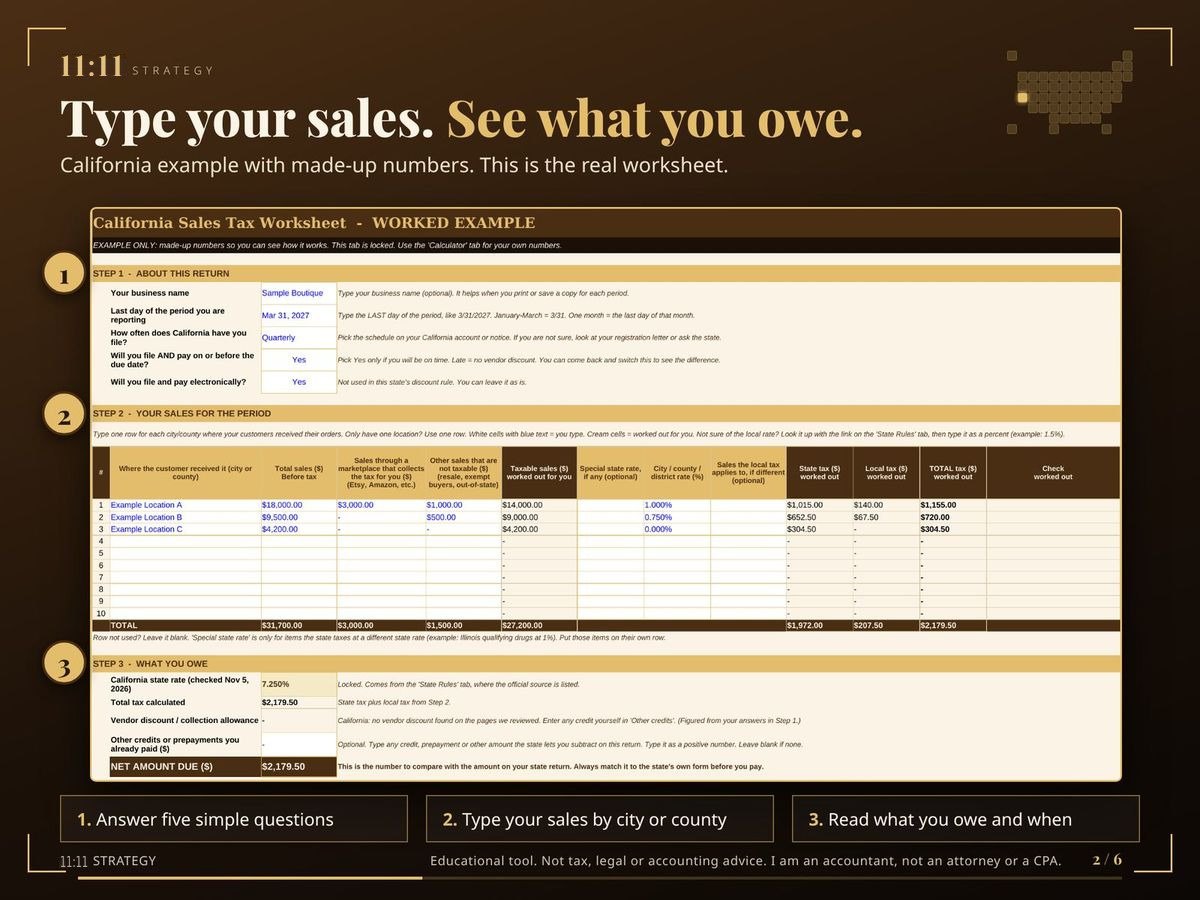 11:11 STRATEGY
Type your sales. See what you owe.
California example with made-up numbers. This is the real worksheet.
California Sales Tax Worksheet - WORKED EXAMPLE
EXAMPLE ONLY: made-up numbers so you can see how it works. This tab is locked. Use the 'Calculator' tab for your own numbers.
1
STEP 1 - ABOUT THIS RETURN
Your business name Sample Boutique Type your business name (optional). It helps when you print or save a copy for each period.
Last day of the period you are reporting Mar 31, 2027 Type the LAST day of the period, like 3/31/2027. January-March = 3/31. One month = the last day of that month.
How often does California have you file? Quarterly Pick the schedule on your California account or notice. If you are not sure, look at your registration letter or ask the state.
Will you file AND pay on or before the due date? Yes Pick Yes only if you will be on time. Late = no vendor discount. You can come back and switch this to see the difference.
Will you file and pay electronically? Yes Not used in this state's discount rule. You can leave it as is.
2
STEP 2 - YOUR SALES FOR THE PERIOD
Type one row for each city/county where your customers received their orders. Only have one location? Use one row. White cells with blue text = you type. Cream cells = worked out for you. Not sure of the local rate? Look it up with the link on the 'State Rules' tab, then type it as a percent (example: 1.5%).
# Where the customer received it (city or county) Total sales ($) Before tax Sales through a marketplace that collects the tax for you ($) (Etsy, Amazon, etc.) Other sales that are not taxable ($) (resale, exempt buyers, out-of-state) Taxable sales ($) worked out for you Special state rate, if any (optional) City / county / district rate (%) Sales the local tax applies to, if different (optional) State tax ($) worked out Local tax ($) worked out TOTAL tax ($) worked out Check worked out
1 Example Location A $18,000.00 $3,000.00 $1,000.00 $14,000.00 1.000% $1,015.00 $140.00 $1,155.00
2 Example Location B $9,500.00 - $500.00 $9,000.00 0.750% $652.50 $67.50 $720.00
3 Example Location C $4,200.00 - - $4,200.00 0.000% $304.50 - $304.50
4 - - - -
5 - - - -
6 - - - -
7 - - - -
8 - - - -
9 - - - -
10 - - - -
TOTAL $31,700.00 $3,000.00 $1,500.00 $27,200.00 $1,972.00 $207.50 $2,179.50
Row not used? Leave it blank. 'Special state rate' is only for items the state taxes at a different state rate (example: Illinois qualifying drugs at 1%). Put those items on their own row.
3
STEP 3 - WHAT YOU OWE
California state rate (checked Nov 5, 2026) 7.250% Locked. Comes from the 'State Rules' tab, where the official source is listed.
Total tax calculated $2,179.50 State tax plus local tax from Step 2.
Vendor discount / collection allowance - California: no vendor discount found on the pages we reviewed. Enter any credit yourself in 'Other credits'. (Figured from your answers in Step 1.)
Other credits or prepayments you already paid ($) - Optional. Type any credit, prepayment or other amount the state lets you subtract on this return. Type it as a positive number. Leave blank if none.
NET AMOUNT DUE ($) $2,179.50 This is the number to compare with the amount on your state return. Always match it to the state's own form before you pay.
1. Answer five simple questions
2. Type your sales by city or county
3. Read what you owe and when
11:11 STRATEGY
Educational tool. Not tax, legal or accounting advice. I am an accountant, not an attorney or a CPA.
2 / 6